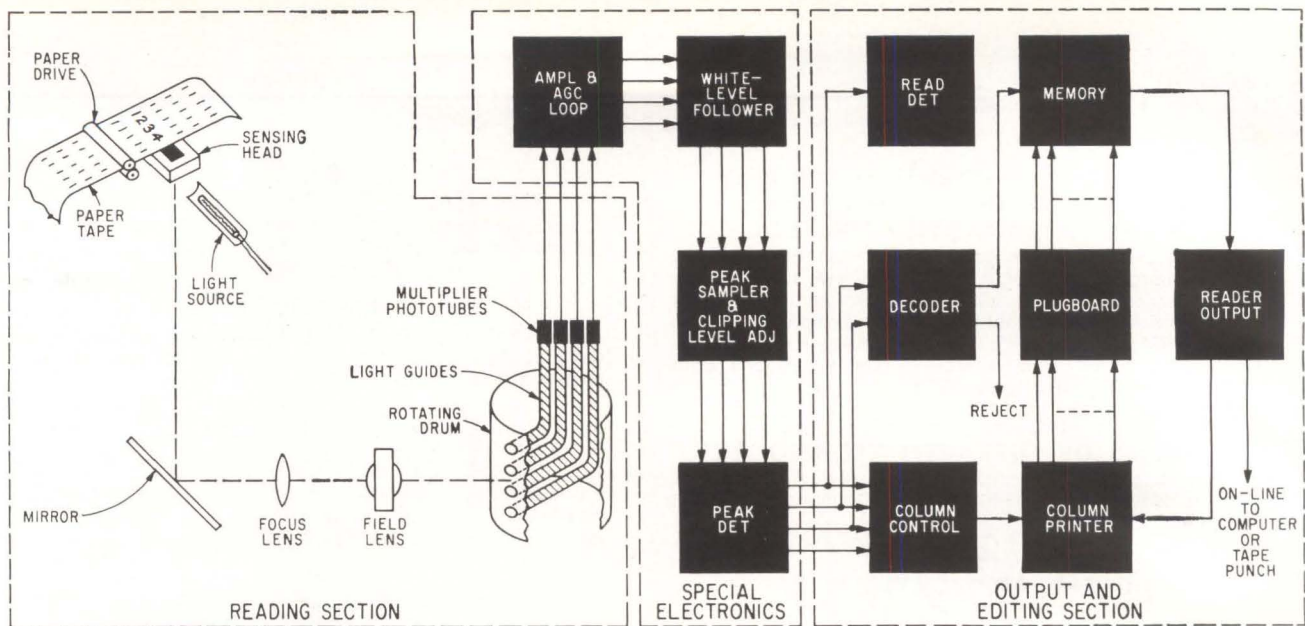 PAPER
DRIVE
234
SENSING
HEAD
PAPER
TAPE
LIGHT
SOURCE
MULTIPLIER
PHOTOTUBES
LIGHT GUIDES
ROTATING
DRUM
MIRROR
FOCUS
LENS
FIELD
LENS
READING SECTION
AMPL &
AGC
LOOP
WHITE-
LEVEL
FOLLOWER
PEAK
SAMPLER
&
CLIPPING
LEVEL ADJ
PEAK
DET
SPECIAL
ELECTRONICS
READ
DET
MEMORY
DECODER
PLUGBOARD
READER
OUTPUT
REJECT
COLUMN
CONTROL
COLUMN
PRINTER
ON-LINE
TO
COMPUTER
OR
TAPE
PUNCH
OUTPUT AND
EDITING SECTION